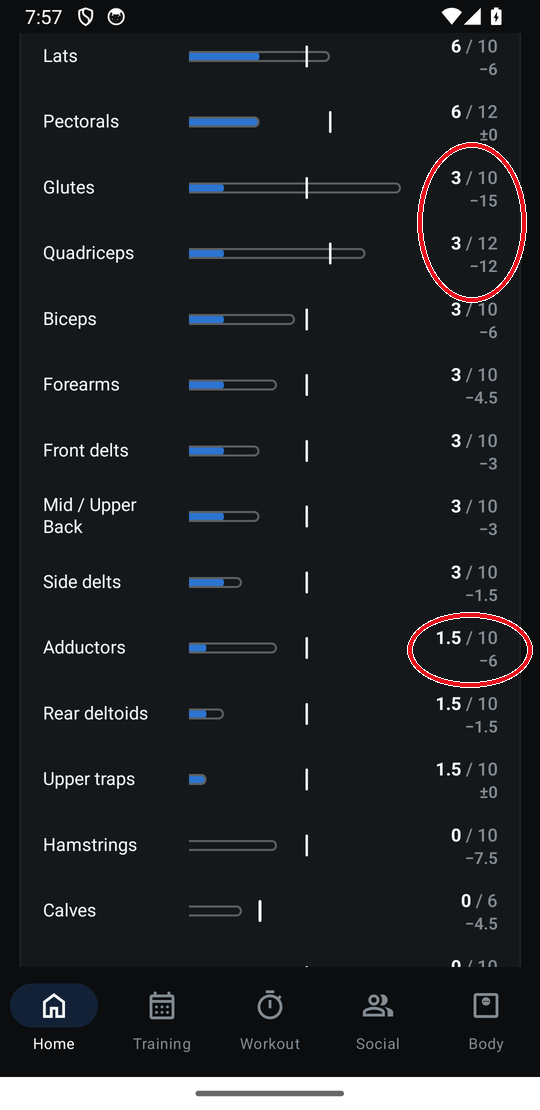 7:57
Lats
6 / 10
−6
Pectorals
6 / 12
±0
Glutes
3 / 10
−15
Quadriceps
3 / 12
−12
Biceps
3 / 10
−6
Forearms
3 / 10
−4.5
Front delts
3 / 10
−3
Mid / Upper
Back
3 / 10
−3
Side delts
3 / 10
−1.5
Adductors
1.5 / 10
−6
Rear deltoids
1.5 / 10
−1.5
Upper traps
1.5 / 10
±0
Hamstrings
0 / 10
−7.5
Calves
0 / 6
−4.5
0 / 10
Home
Training
Workout
Social
Body